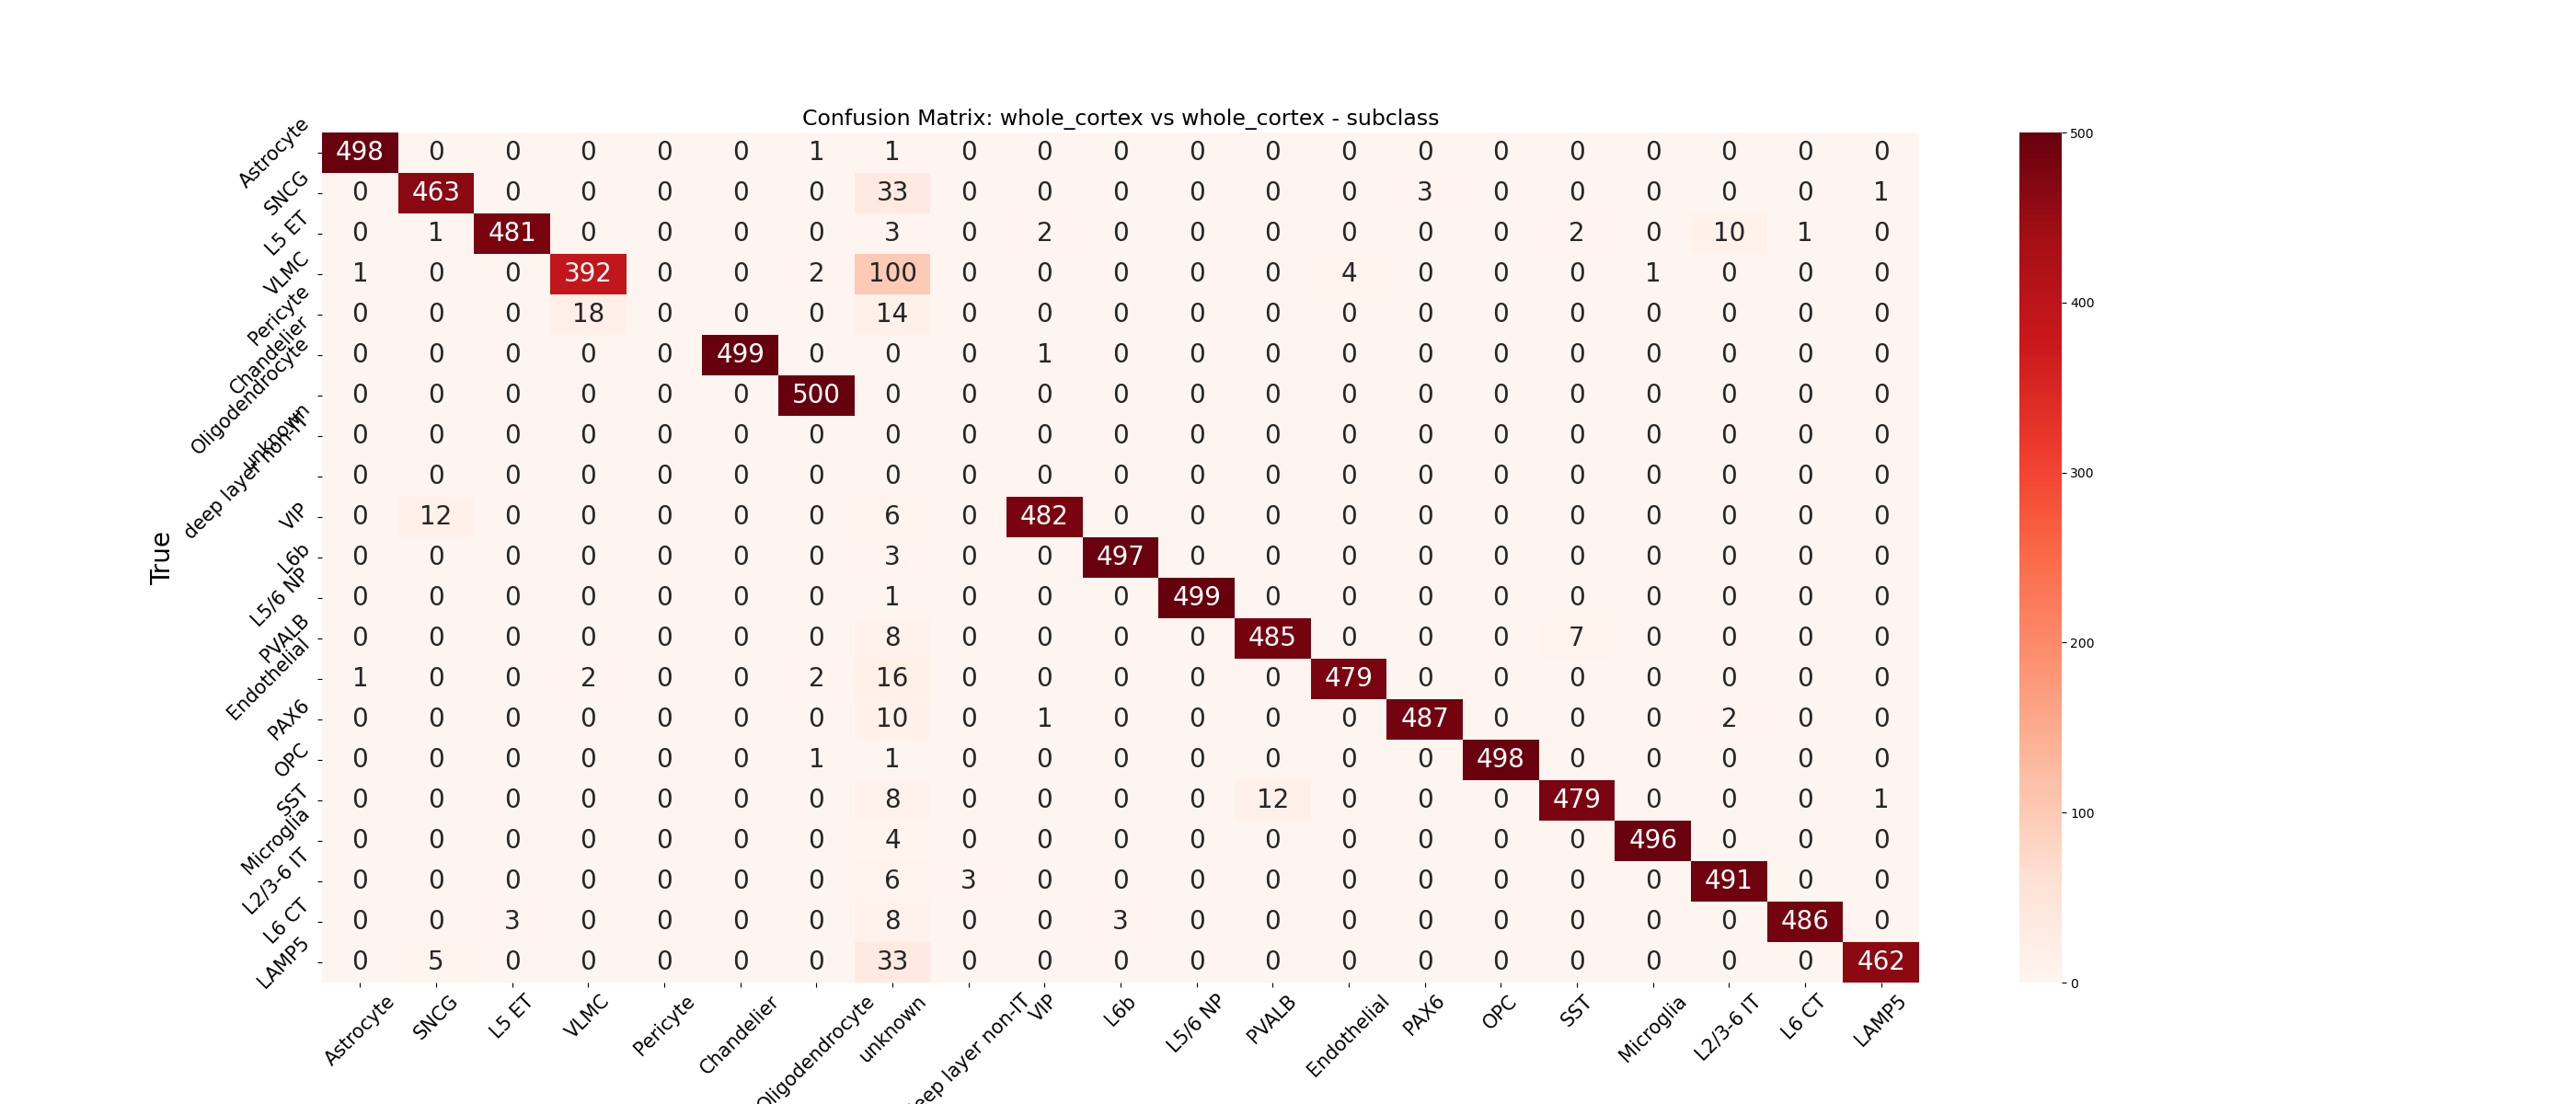 Confusion Matrix: whole_cortex vs whole_cortex - subclass
True
Astrocyte 498 0 0 0 0 0 1 1 0 0 0 0 0 0 0 0 0 0 0 0 0
SNCG 0 463 0 0 0 0 0 33 0 0 0 0 0 0 3 0 0 0 0 0 1
L5 ET 0 1 481 0 0 0 0 3 0 2 0 0 0 0 0 0 2 0 10 1 0
VLMC 1 0 0 392 0 0 2 100 0 0 0 0 0 4 0 0 0 1 0 0 0
Pericyte 0 0 0 18 0 0 0 14 0 0 0 0 0 0 0 0 0 0 0 0 0
Chandelier 0 0 0 0 0 499 0 0 0 1 0 0 0 0 0 0 0 0 0 0 0
Oligodendrocyte 0 0 0 0 0 0 500 0 0 0 0 0 0 0 0 0 0 0 0 0 0
unknown 0 0 0 0 0 0 0 0 0 0 0 0 0 0 0 0 0 0 0 0 0
deep layer non-IT 0 0 0 0 0 0 0 0 0 0 0 0 0 0 0 0 0 0 0 0 0
VIP 0 12 0 0 0 0 0 6 0 482 0 0 0 0 0 0 0 0 0 0 0
L6b 0 0 0 0 0 0 0 3 0 0 497 0 0 0 0 0 0 0 0 0 0
L5/6 NP 0 0 0 0 0 0 0 1 0 0 0 499 0 0 0 0 0 0 0 0 0
PVALB 0 0 0 0 0 0 0 8 0 0 0 0 485 0 0 0 7 0 0 0 0
Endothelial 1 0 0 2 0 0 2 16 0 0 0 0 0 479 0 0 0 0 0 0 0
PAX6 0 0 0 0 0 0 0 10 0 1 0 0 0 0 487 0 0 0 2 0 0
OPC 0 0 0 0 0 0 1 1 0 0 0 0 0 0 0 498 0 0 0 0 0
SST 0 0 0 0 0 0 0 8 0 0 0 0 12 0 0 0 479 0 0 0 1
Microglia 0 0 0 0 0 0 0 4 0 0 0 0 0 0 0 0 0 496 0 0 0
L2/3-6 IT 0 0 0 0 0 0 0 6 3 0 0 0 0 0 0 0 0 0 491 0 0
L6 CT 0 0 3 0 0 0 0 8 0 0 3 0 0 0 0 0 0 0 0 486 0
LAMP5 0 5 0 0 0 0 0 33 0 0 0 0 0 0 0 0 0 0 0 0 462
Astrocyte SNCG L5 ET VLMC Pericyte Chandelier Oligodendrocyte unknown eep layer non-IT VIP L6b L5/6 NP PVALB Endothelial PAX6 OPC SST Microglia L2/3-6 IT L6 CT LAMP5
500
400
300
200
100
0